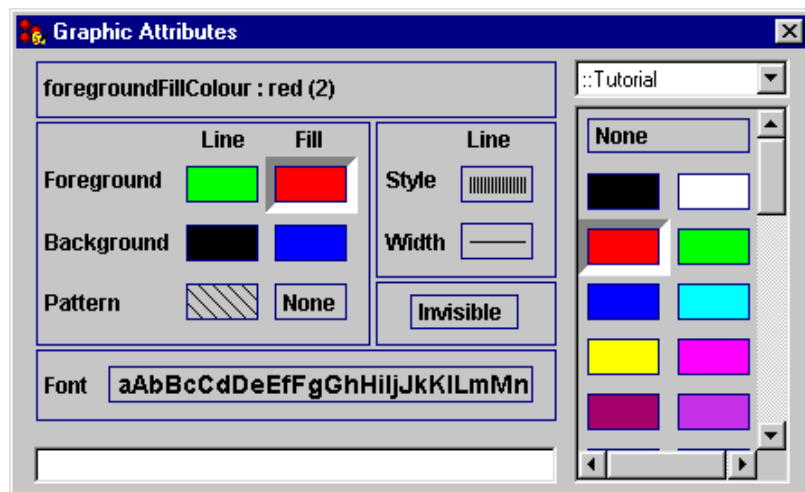 Graphic Attributes
foregroundFillColour : red (2)
::Tutorial
Line Fill
Line
None
Foreground
Style
Background
Width
Pattern
None
Invisible
Font aAbBcCdDeEfFgGhHiIjJkKlLmMn